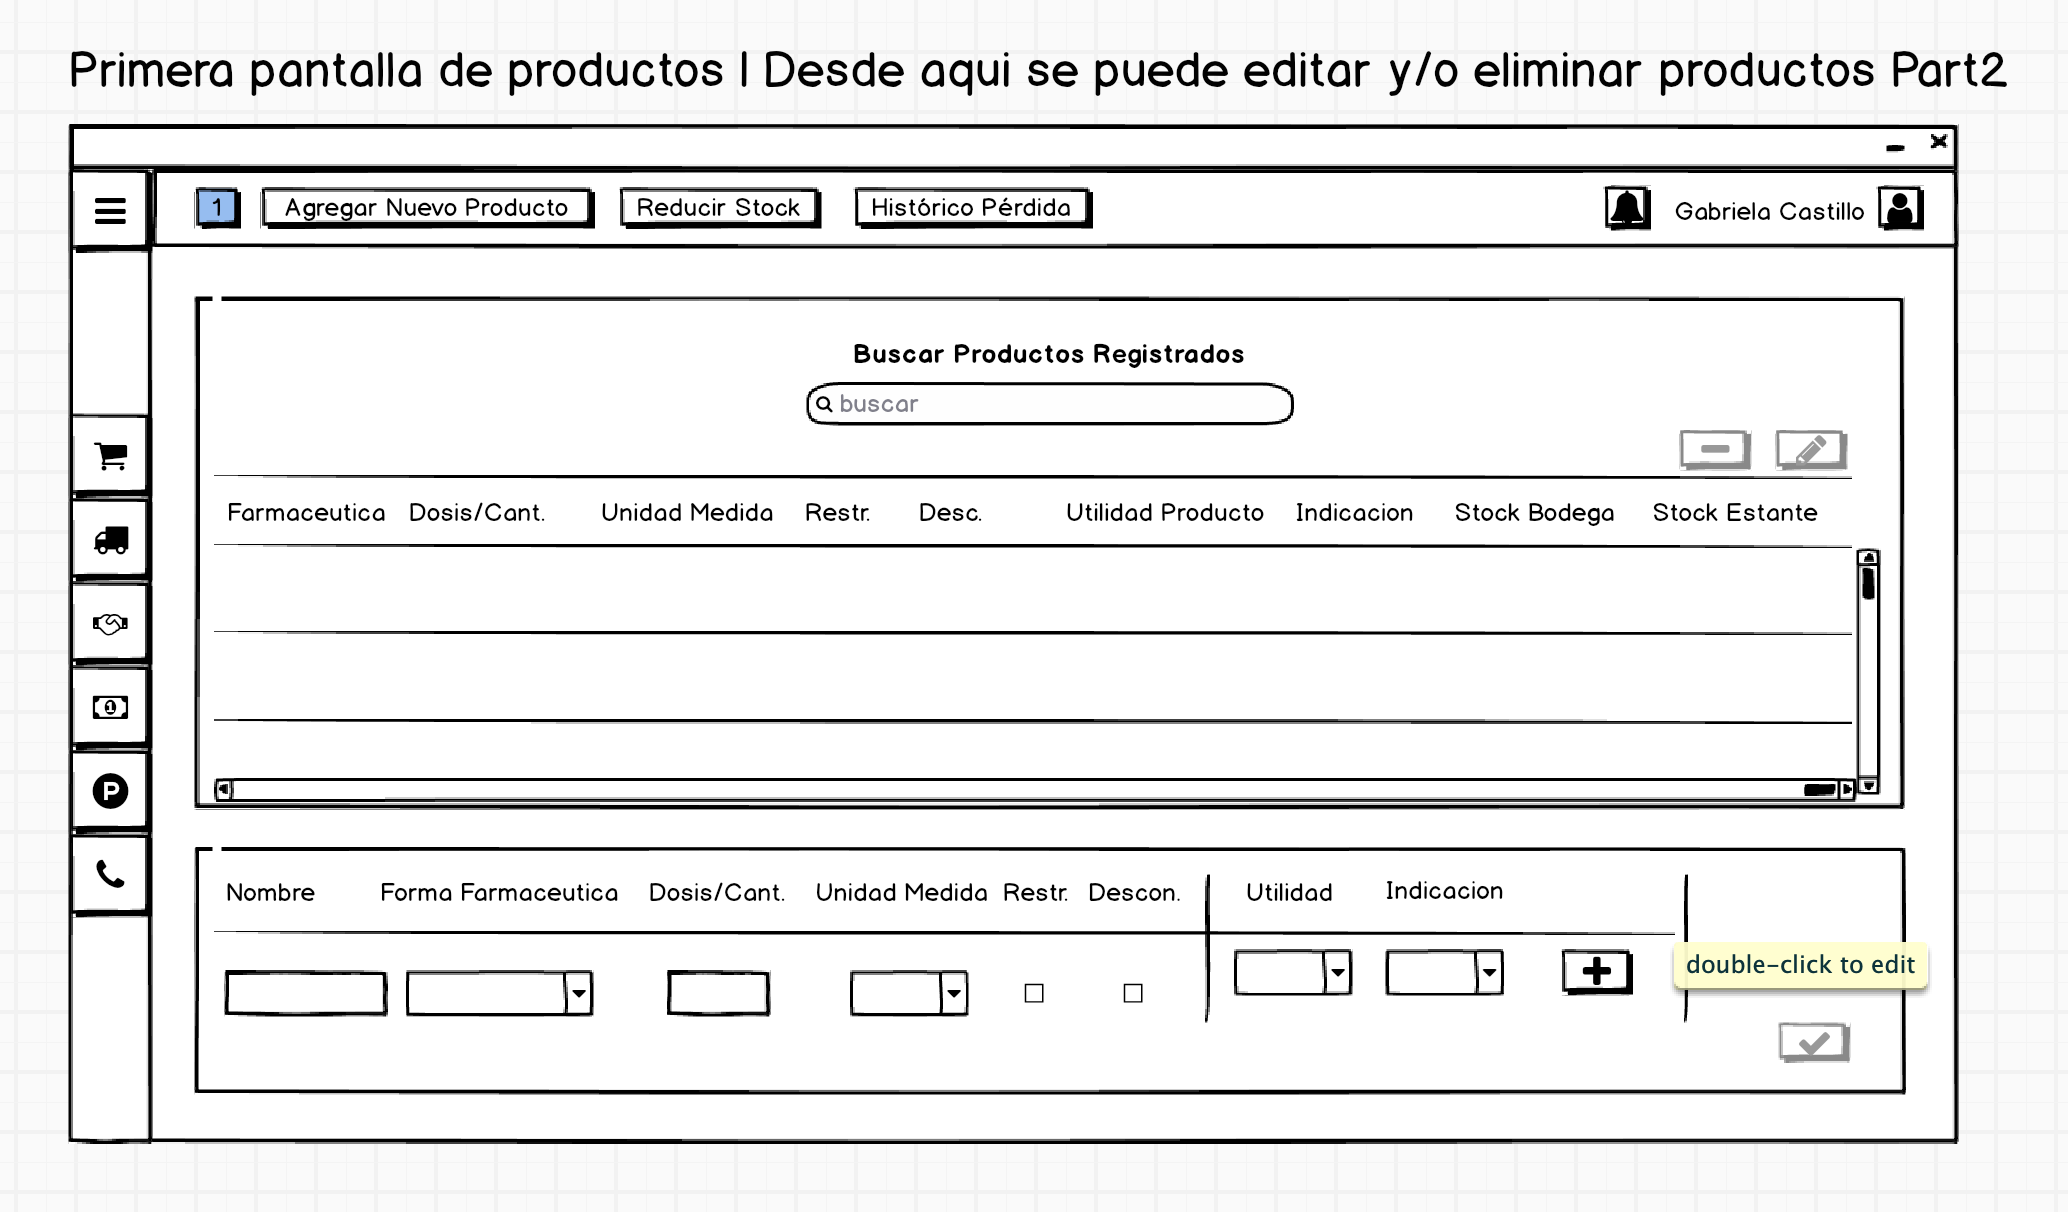 Primera pantalla de productos | Desde aqui se puede editar y/o eliminar productos Part2
1 Agregar Nuevo Producto Reducir Stock Histórico Pérdida Gabriela Castillo
Buscar Productos Registrados
buscar
Farmaceutica Dosis/Cant. Unidad Medida Restr. Desc. Utilidad Producto Indicacion Stock Bodega Stock Estante
1
P
Nombre Forma Farmaceutica Dosis/Cant. Unidad Medida Restr. Descon. Utilidad Indicacion
double-click to edit